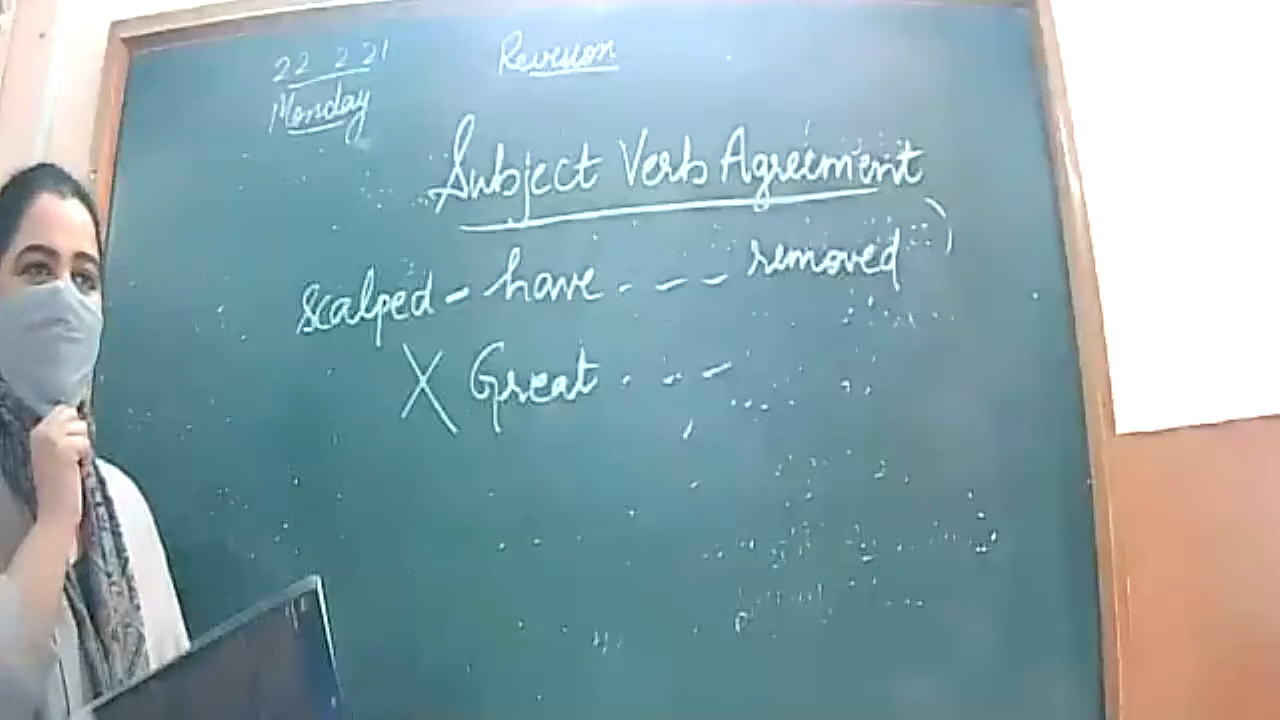 22 2 21
Monday
Revision
Subject Verb Agreement
scalped - have . - - removed
X Great . - -